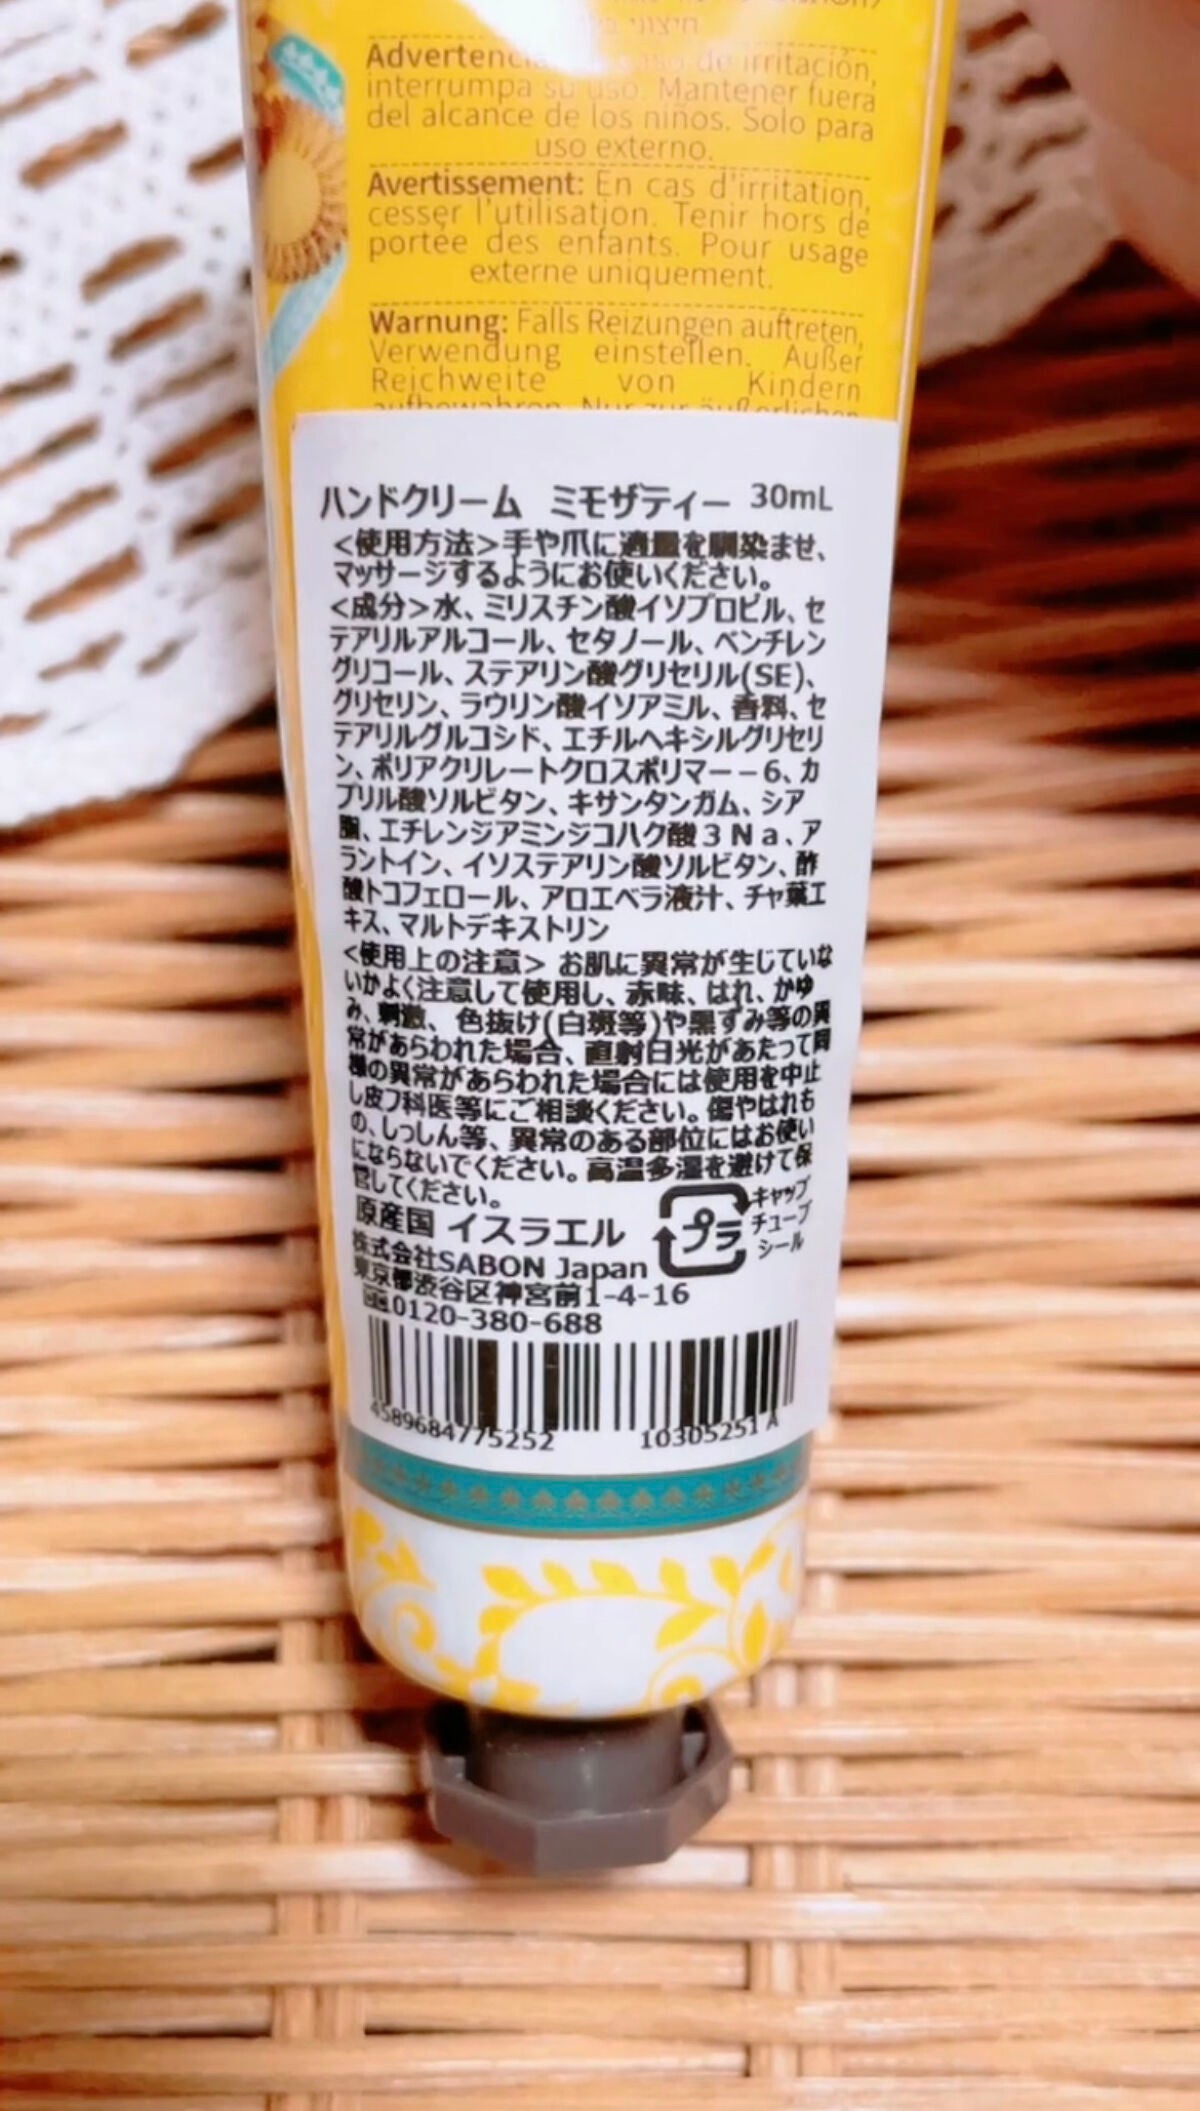 Advertencia: En caso de irritación,
interrumpa su uso. Mantener fuera
del alcance de los niños. Solo para
uso externo.
Avertissement: En cas d'irritation,
cesser l'utilisation. Tenir hors de
portée des enfants. Pour usage
externe uniquement.
Warnung: Falls Reizungen auftreten,
Verwendung einstellen. Außer
Reichweite von Kindern
aufbewahren. Nur zur äußerlichen
ハンドクリーム ミモザティー 30mL
<使用方法>手や爪に適量を馴染ませ、
マッサージするようにお使いください。
<成分>水、ミリスチン酸イソプロピル、セ
テアリルアルコール、セタノール、ペンチレン
グリコール、ステアリン酸グリセリル(SE)、
グリセリン、ラウリン酸イソアミル、香料、セ
テアリルグルコシド、エチルヘキシルグリセリ
ン、ポリアクリレートクロスポリマー－6、カ
プリル酸ソルビタン、キサンタンガム、シア
脂、エチレンジアミンジコハク酸3Na、ア
ラントイン、イソステアリン酸ソルビタン、酢
酸トコフェロール、アロエベラ液汁、チャ葉エ
キス、マルトデキストリン
<使用上の注意> お肌に異常が生じていな
いかよく注意して使用し、赤味、はれ、かゆ
み、刺激、色抜け(白斑等)や黒ずみ等の異
常があらわれた場合、直射日光があたって同
様の異常があらわれた場合には使用を中止
し皮フ科医等にご相談ください。傷やはれも
の、しっしん等、異常のある部位にはお使い
にならないでください。高温多湿を避けて保
管してください。
原産国 イスラエル
プラ
キャップ
チューブ
シール
株式会社SABON Japan
東京都渋谷区神宮前1-4-16
0120-380-688
4589684775252 10305251 A